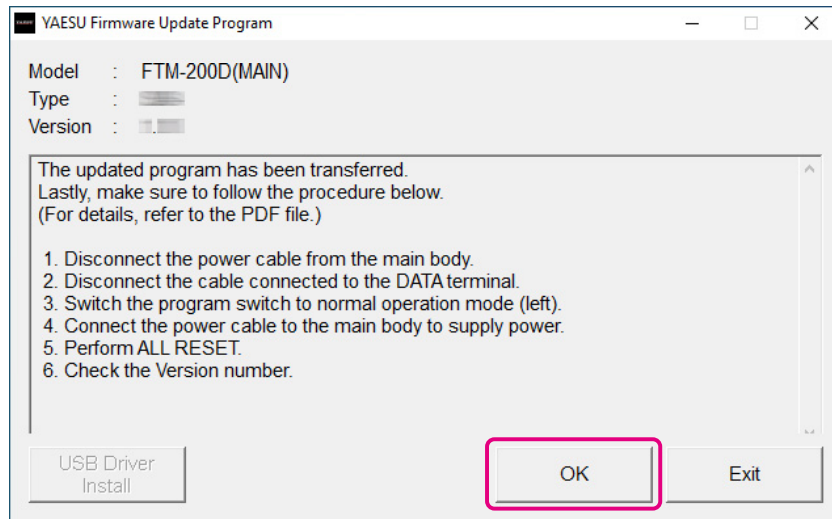 YAESU Firmware Update Program
Model : FTM-200D(MAIN)
Type :
Version :
The updated program has been transferred.
Lastly, make sure to follow the procedure below.
(For details, refer to the PDF file.)
1. Disconnect the power cable from the main body.
2. Disconnect the cable connected to the DATA terminal.
3. Switch the program switch to normal operation mode (left).
4. Connect the power cable to the main body to supply power.
5. Perform ALL RESET.
6. Check the Version number.
USB Driver
Install
OK
Exit